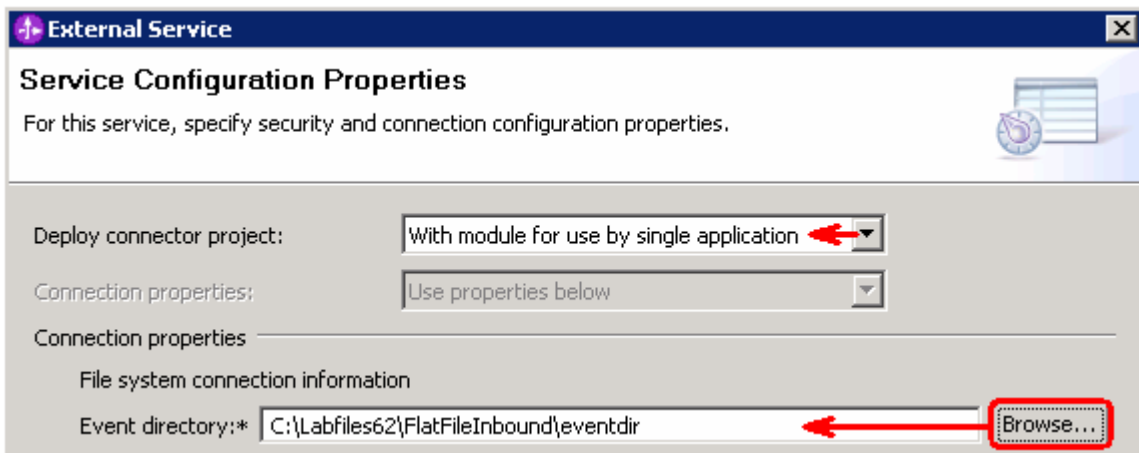 External Service
Service Configuration Properties
For this service, specify security and connection configuration properties.
Deploy connector project: With module for use by single application
Connection properties: Use properties below
Connection properties
File system connection information
Event directory:* C:\Labfiles62\FlatFileInbound\eventdir Browse...